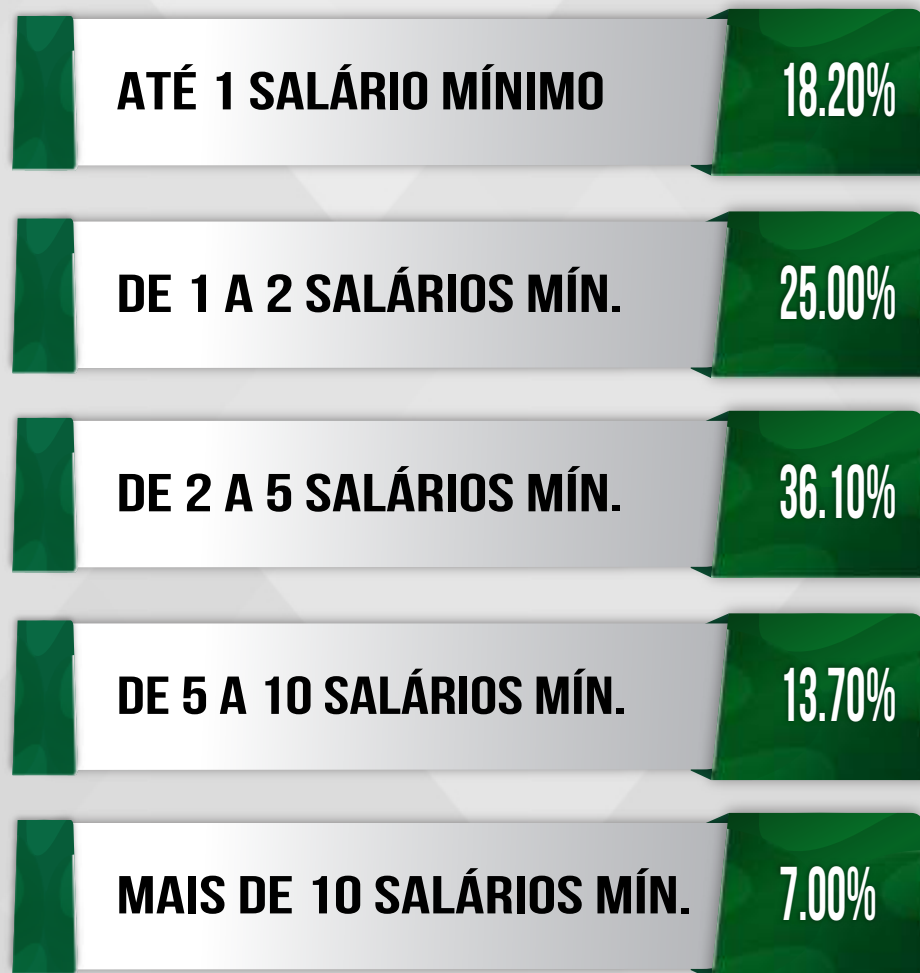 ATÉ 1 SALÁRIO MÍNIMO 18.20%
DE 1 A 2 SALÁRIOS MÍN. 25.00%
DE 2 A 5 SALÁRIOS MÍN. 36.10%
DE 5 A 10 SALÁRIOS MÍN. 13.70%
MAIS DE 10 SALÁRIOS MÍN. 7.00%